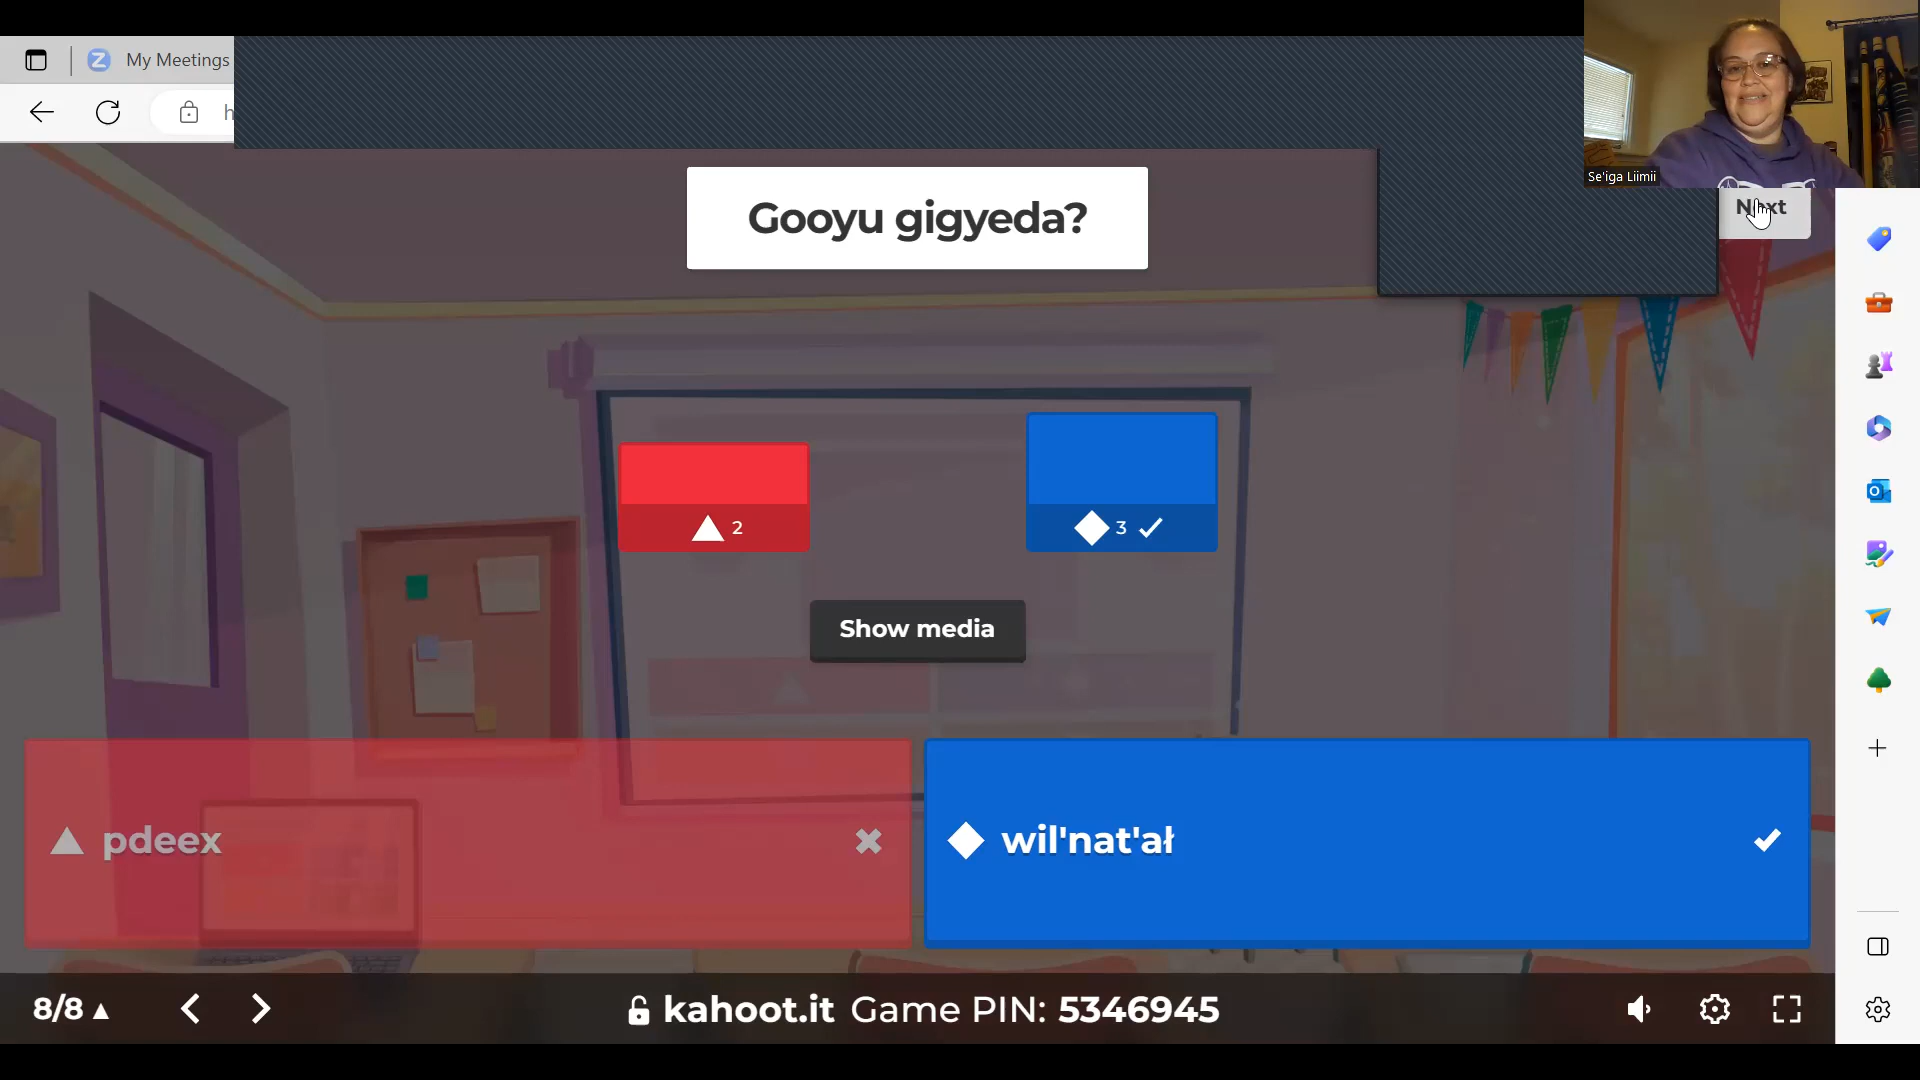 My Meetings
h
Se'iga Liimii
Gooyu gigyeda?
Next
2
3
Show media
pdeex
wil'nat'ał
8/8
kahoot.it Game PIN: 5346945